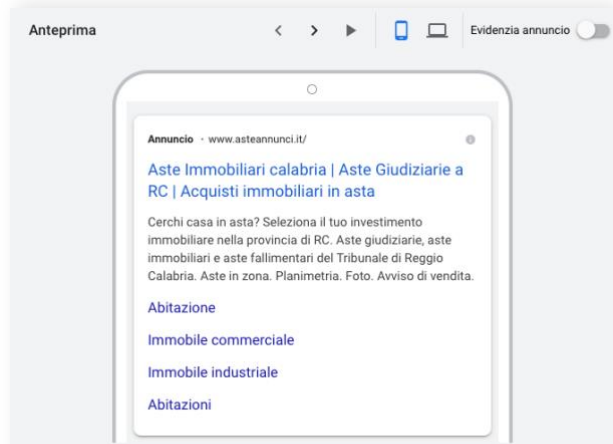 Anteprima
Evidenzia annuncio
Annuncio · www.asteannunci.it/
Aste Immobiliari calabria | Aste Giudiziarie a
RC | Acquisti immobiliari in asta
Cerchi casa in asta? Seleziona il tuo investimento
immobiliare nella provincia di RC. Aste giudiziarie, aste
immobiliari e aste fallimentari del Tribunale di Reggio
Calabria. Aste in zona. Planimetria. Foto. Avviso di vendita.
Abitazione
Immobile commerciale
Immobile industriale
Abitazioni